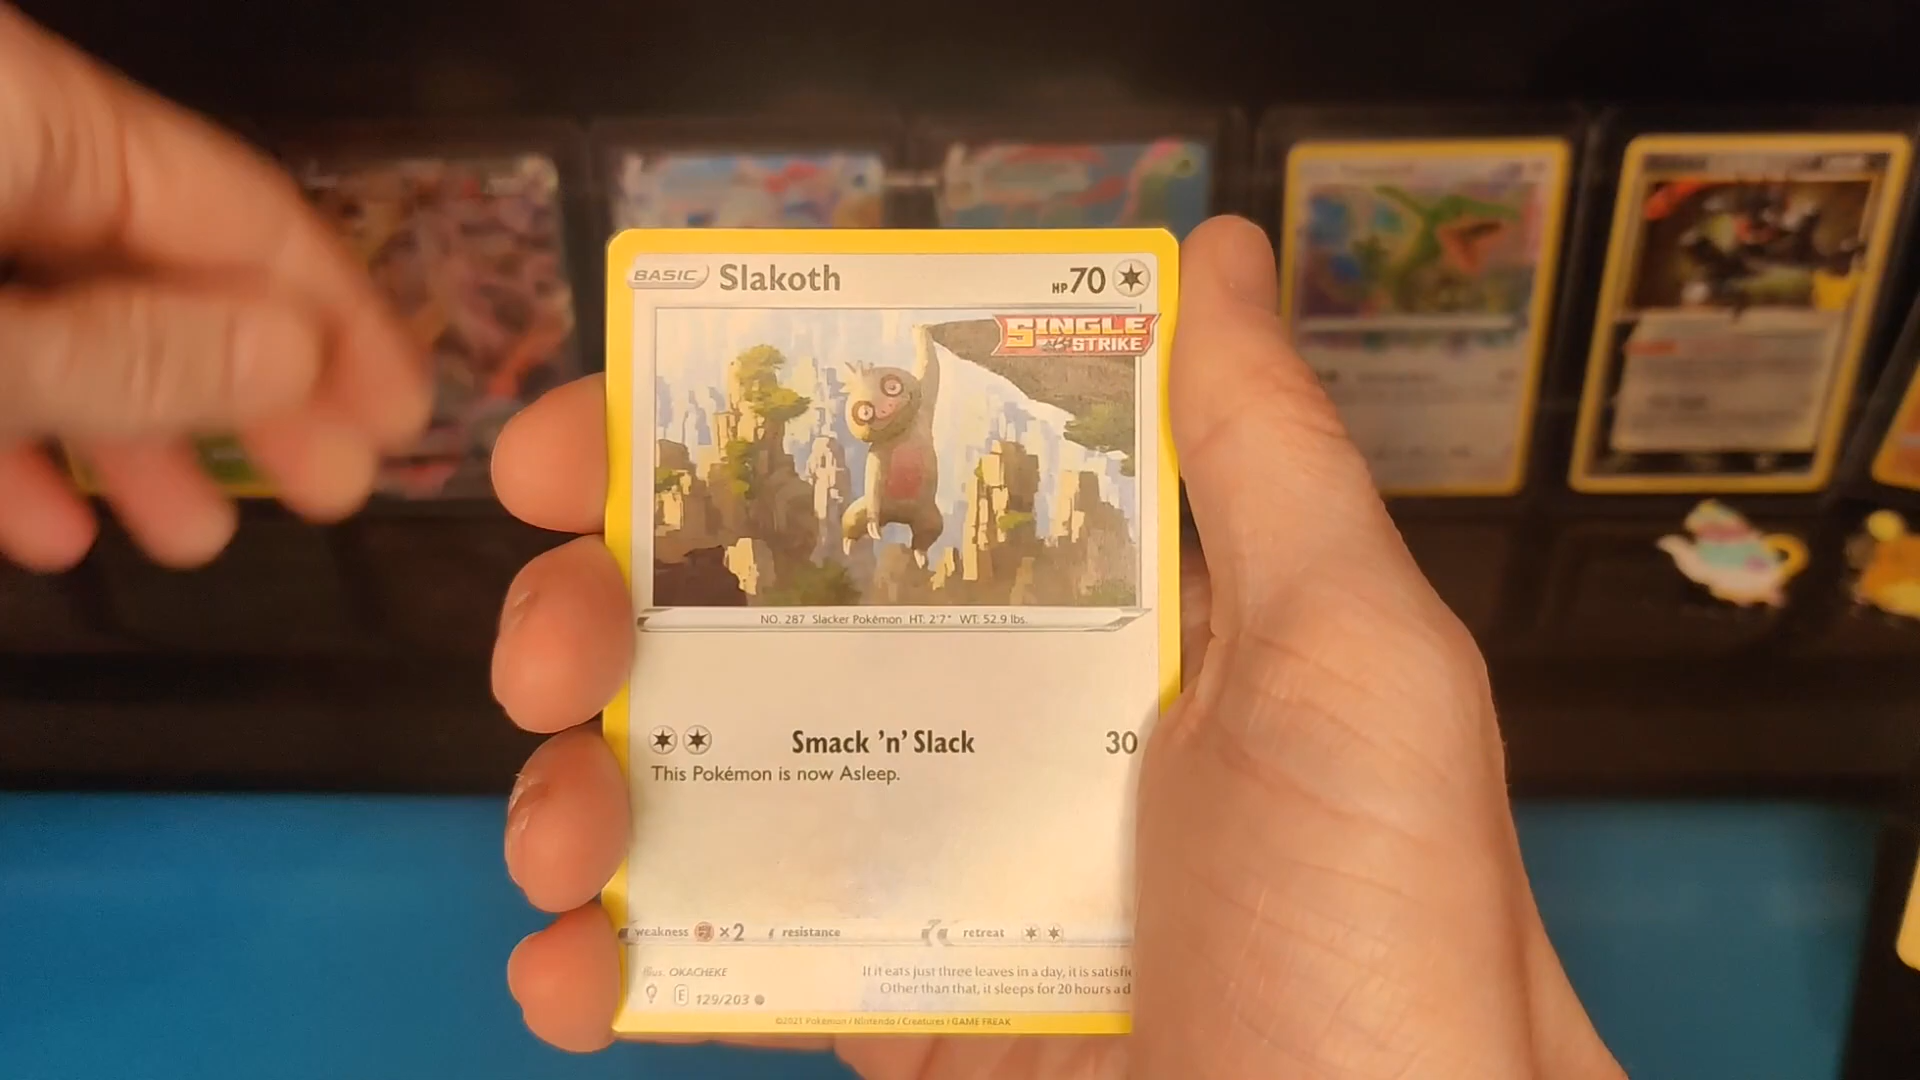 BASIC Slakoth HP 70
SINGLE
STRIKE
NO. 287 Slacker Pokémon HT: 2'7" WT: 52.9 lbs.
Smack 'n' Slack 30
This Pokémon is now Asleep.
weakness ×2 resistance retreat
Illus. OKACHEKE
If it eats just three leaves in a day, it is
Other than that, it sleeps for 20 hours a
E 129/203
©2021 Pokémon / Nintendo / Creatures / GAME FREAK